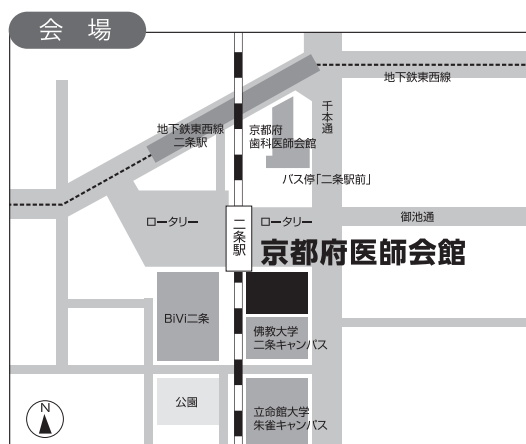 会 場
地下鉄東西線
千本通
地下鉄東西線
二条駅
京都府
歯科医師会館
バス停「二条駅前」
ロータリー
二条駅
ロータリー
御池通
京都府医師会館
BiVi二条
佛教大学
二条キャンパス
公園
立命館大学
朱雀キャンパス
N